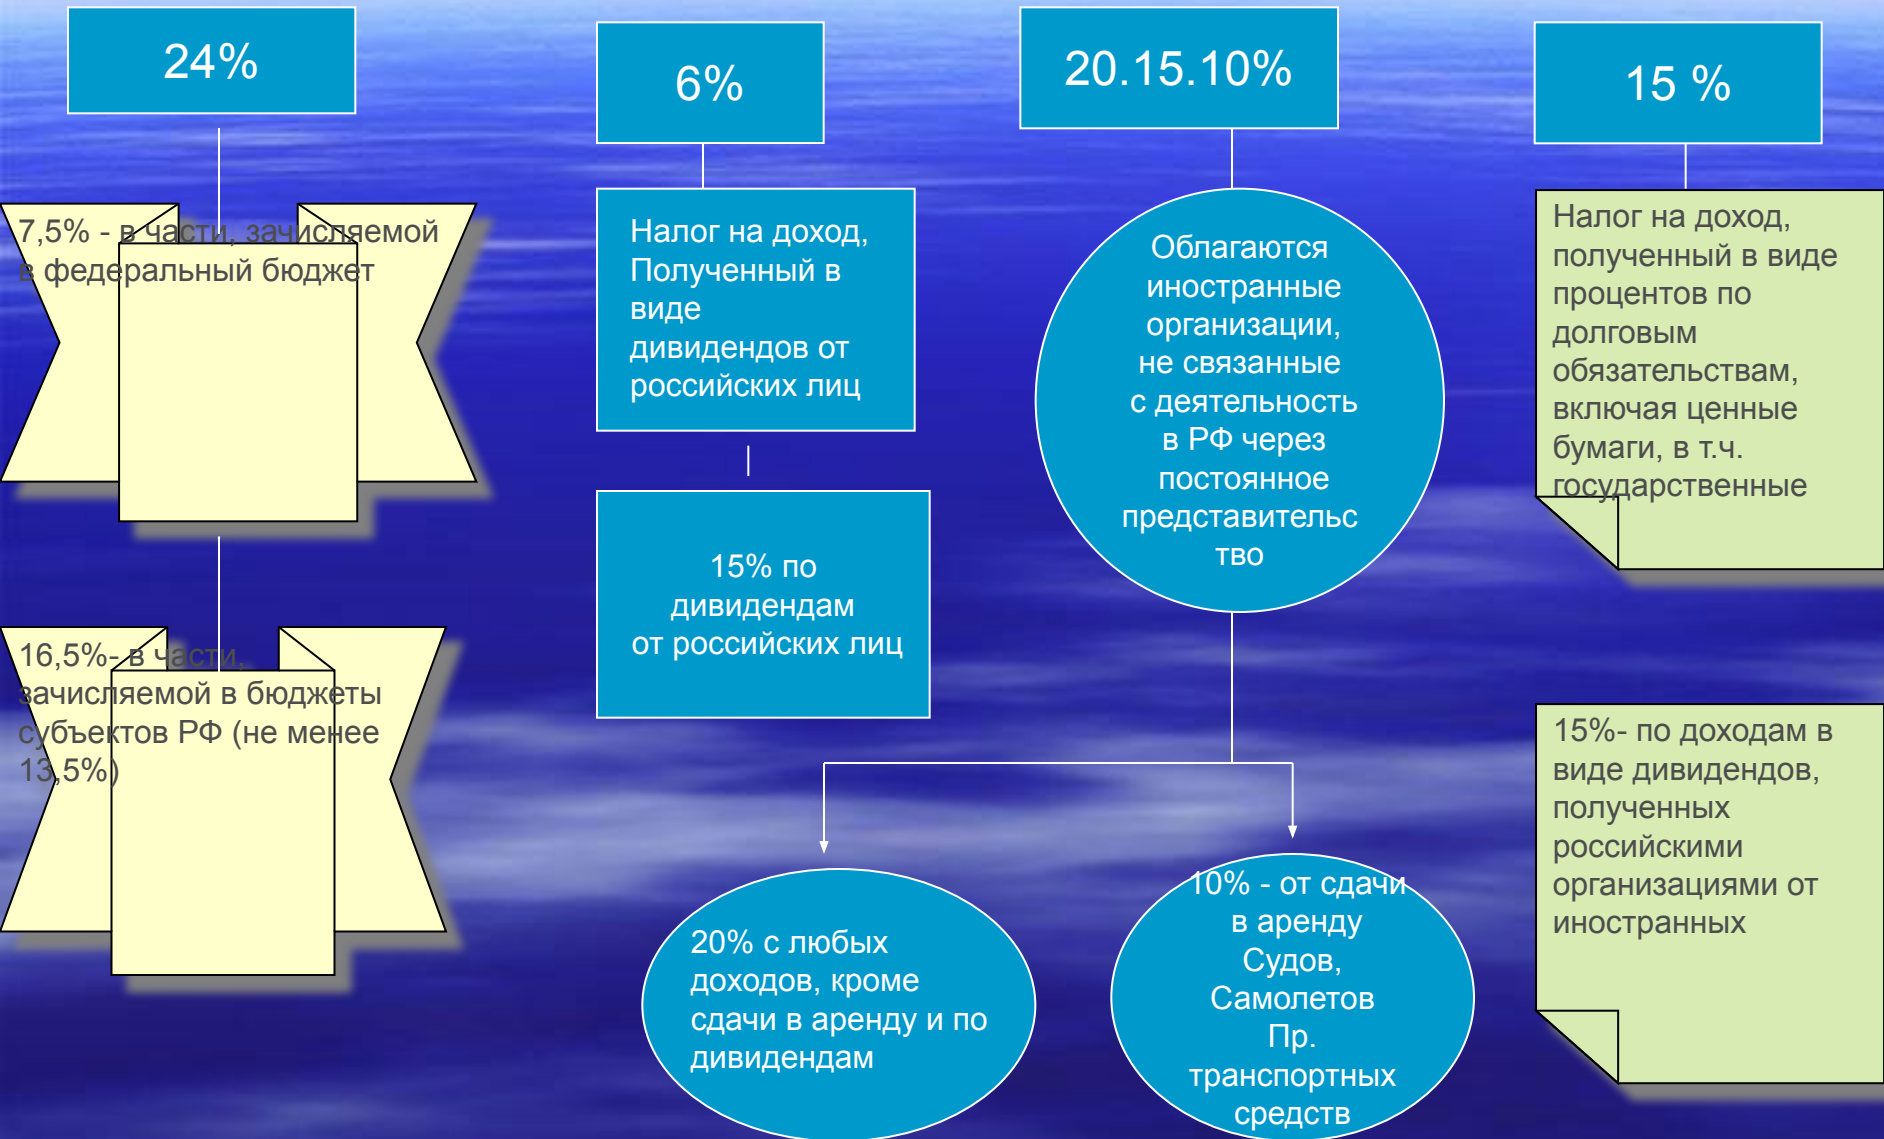 24%
7,5% - в части, зачисляемой
в федеральный бюджет
16,5%- в части,
зачисляемой в бюджеты
субъектов РФ (не менее
13,5%)
6%
Налог на доход,
Полученный в
виде
дивидендов от
российских лиц
15% по
дивидендам
от российских лиц
20.15.10%
Облагаются
иностранные
организации,
не связанные
с деятельность
в РФ через
постоянное
представительс
тво
20% с любых
доходов, кроме
сдачи в аренду и по
дивидендам
10% - от сдачи
в аренду
Судов,
Самолетов
Пр.
транспортных
средств
15 %
Налог на доход,
полученный в виде
процентов по
долговым
обязательствам,
включая ценные
бумаги, в т.ч.
государственные
15%- по доходам в
виде дивидендов,
полученных
российскими
организациями от
иностранных